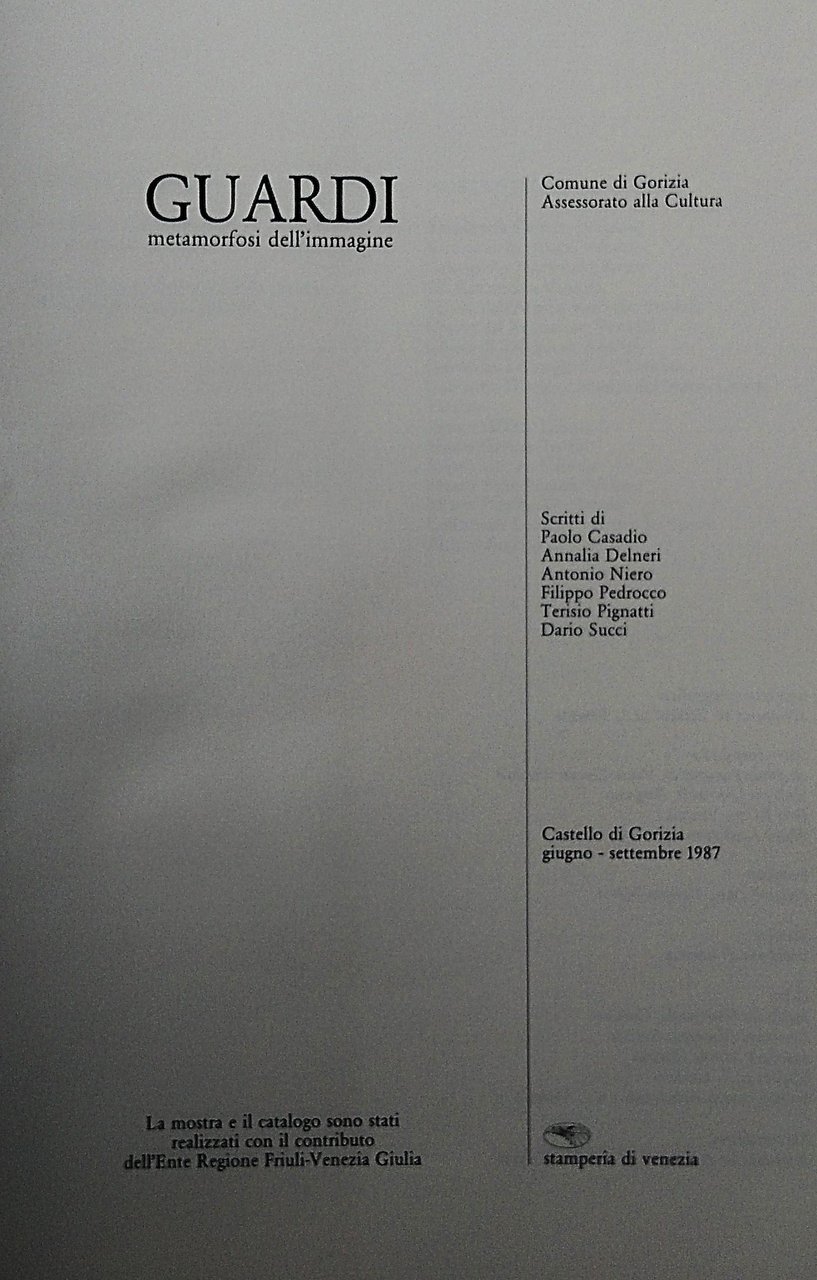 GUARDI
metamorfosi dell'immagine
Comune di Gorizia
Assessorato alla Cultura
Scritti di
Paolo Casadio
Annalia Delneri
Antonio Niero
Filippo Pedrocco
Terisio Pignatti
Dario Succi
Castello di Gorizia
giugno - settembre 1987
La mostra e il catalogo sono stati
realizzati con il contributo
dell'Ente Regione Friuli-Venezia Giulia
stamperia di venezia